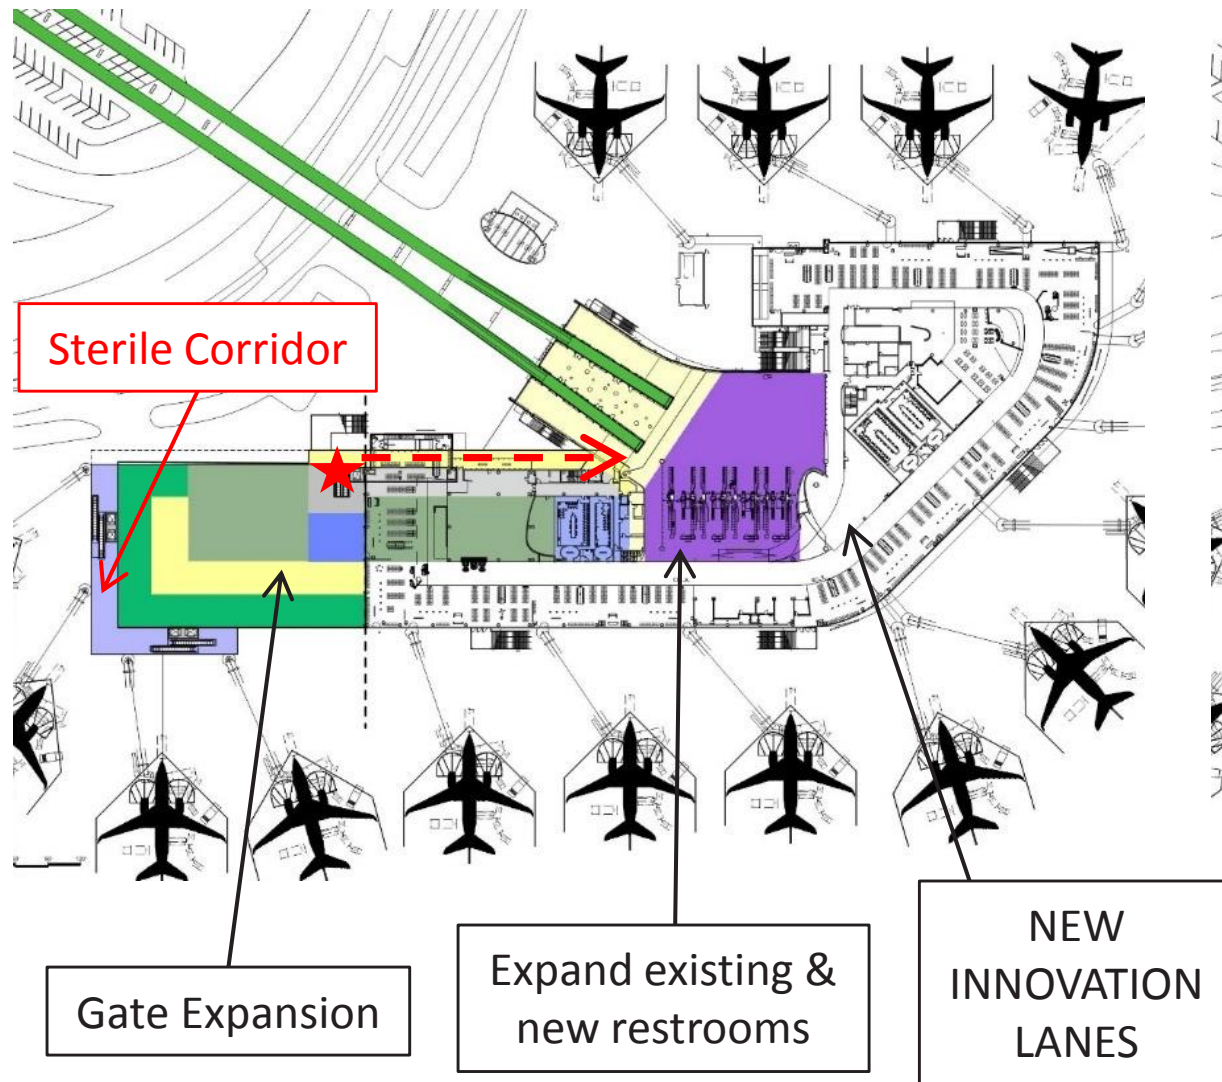 Sterile Corridor
Gate Expansion
Expand existing &
new restrooms
NEW
INNOVATION
LANES